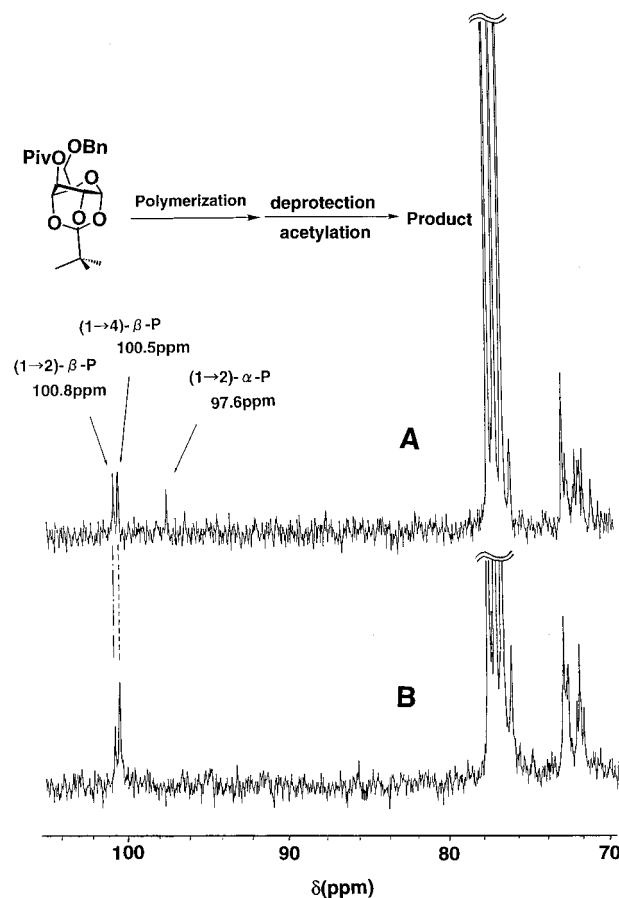 OBn
PivO
O
O
O
O
Polymerization
deprotection
acetylation
Product
(1→4)-β-P
100.5ppm
(1→2)-β-P
100.8ppm
(1→2)-α-P
97.6ppm
A
B
100 90 80 70
δ(ppm)